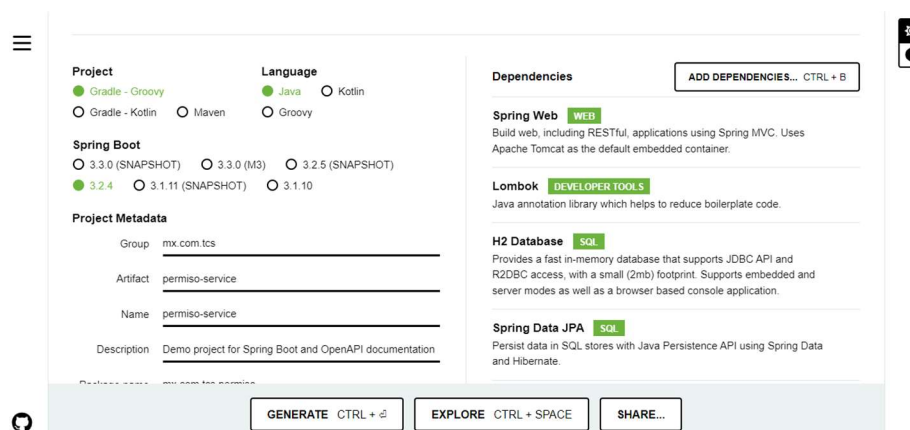 Project
Language
Gradle - Groovy
Java
Kotlin
Gradle - Kotlin
Maven
Groovy
Spring Boot
3.3.0 (SNAPSHOT)
3.3.0 (M3)
3.2.5 (SNAPSHOT)
3.2.4
3.1.11 (SNAPSHOT)
3.1.10
Project Metadata
Group mx.com.tcs
Artifact permiso-service
Name permiso-service
Description Demo project for Spring Boot and OpenAPI documentation
Package name mx.com.tcs.permiso
Dependencies
ADD DEPENDENCIES... CTRL + B
Spring Web WEB
Build web, including RESTful, applications using Spring MVC. Uses
Apache Tomcat as the default embedded container.
Lombok DEVELOPER TOOLS
Java annotation library which helps to reduce boilerplate code.
H2 Database SQL
Provides a fast in-memory database that supports JDBC API and
R2DBC access, with a small (2mb) footprint. Supports embedded and
server modes as well as a browser based console application.
Spring Data JPA SQL
Persist data in SQL stores with Java Persistence API using Spring Data
and Hibernate.
GENERATE CTRL + ⏎
EXPLORE CTRL + SPACE
SHARE...